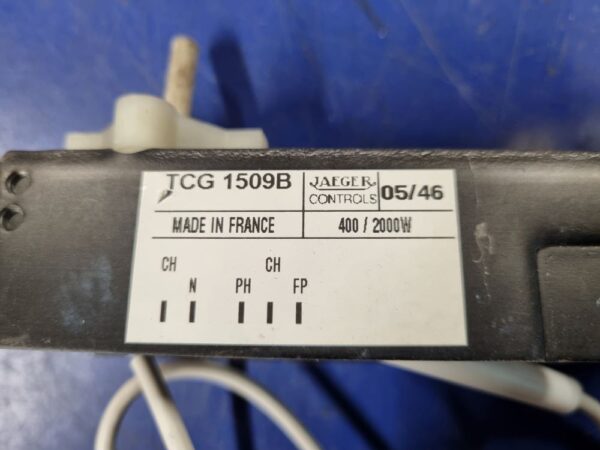 TCG 1509B
JAEGER
CONTROLS
05/46
MADE IN FRANCE
400 / 2000W
CH CH
N PH FP